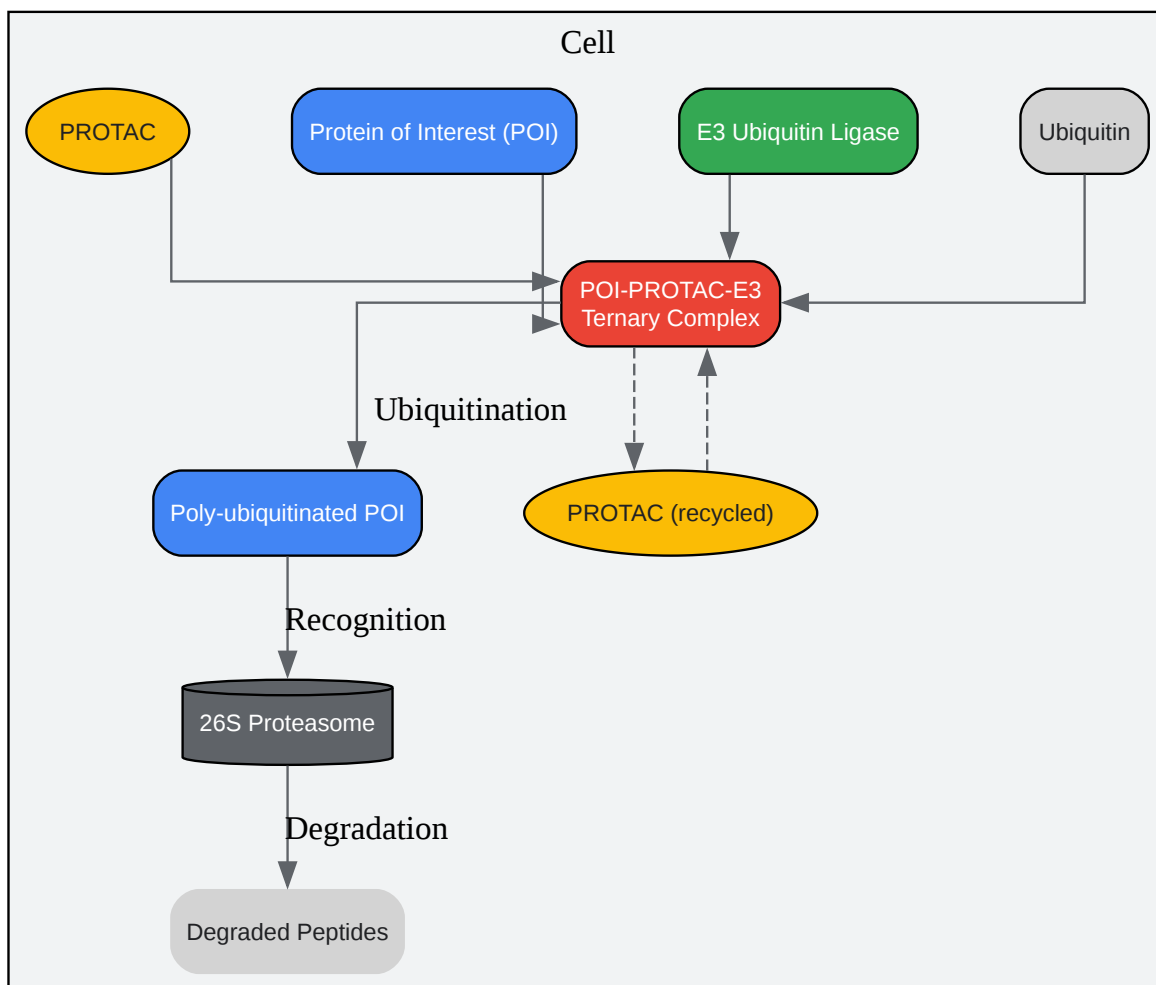 Cell
PROTAC
Protein of Interest (POI)
E3 Ubiquitin Ligase
Ubiquitin
POI-PROTAC-E3
Ternary Complex
Ubiquitination
Poly-ubiquitinated POI
PROTAC (recycled)
Recognition
26S Proteasome
Degradation
Degraded Peptides